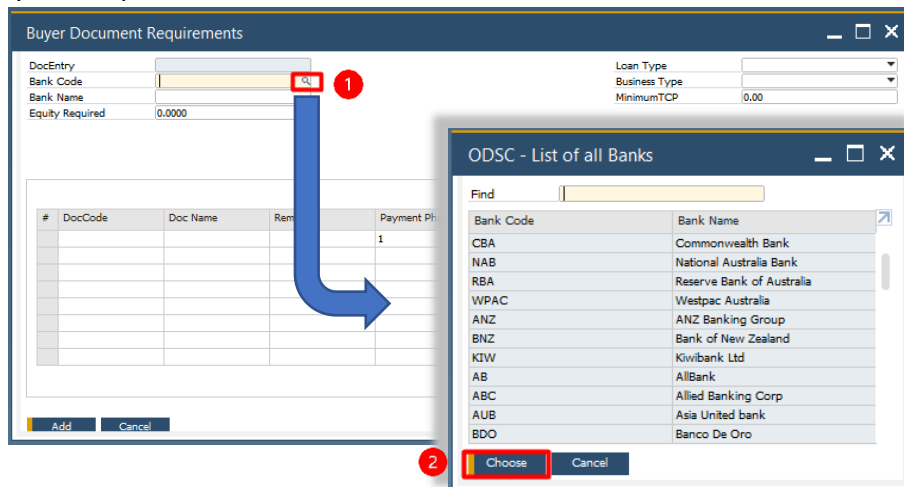 Buyer Document Requirements
DocEntry
Bank Code
Bank Name
Equity Required 0.0000
Loan Type
Business Type
MinimumTCP 0.00
1
# DocCode Doc Name Rem Payment Ph
1
Add Cancel
ODSC - List of all Banks
Find
Bank Code Bank Name
CBA Commonwealth Bank
NAB National Australia Bank
RBA Reserve Bank of Australia
WPAC Westpac Australia
ANZ ANZ Banking Group
BNZ Bank of New Zealand
KIW Kiwibank Ltd
AB AllBank
ABC Allied Banking Corp
AUB Asia United bank
BDO Banco De Oro
2
Choose Cancel